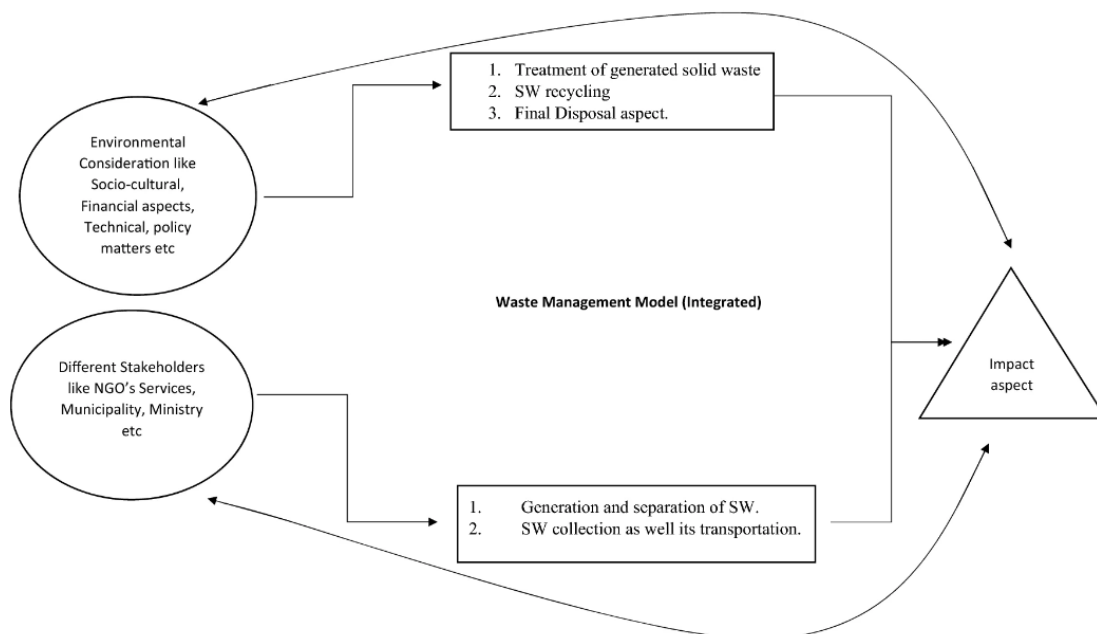 1. Treatment of generated solid waste
2. SW recycling
3. Final Disposal aspect.
Environmental
Consideration like
Socio-cultural,
Financial aspects,
Technical, policy
matters etc
Waste Management Model (Integrated)
Different Stakeholders
like NGO's Services,
Municipality, Ministry
etc
Impact
aspect
1. Generation and separation of SW.
2. SW collection as well its transportation.